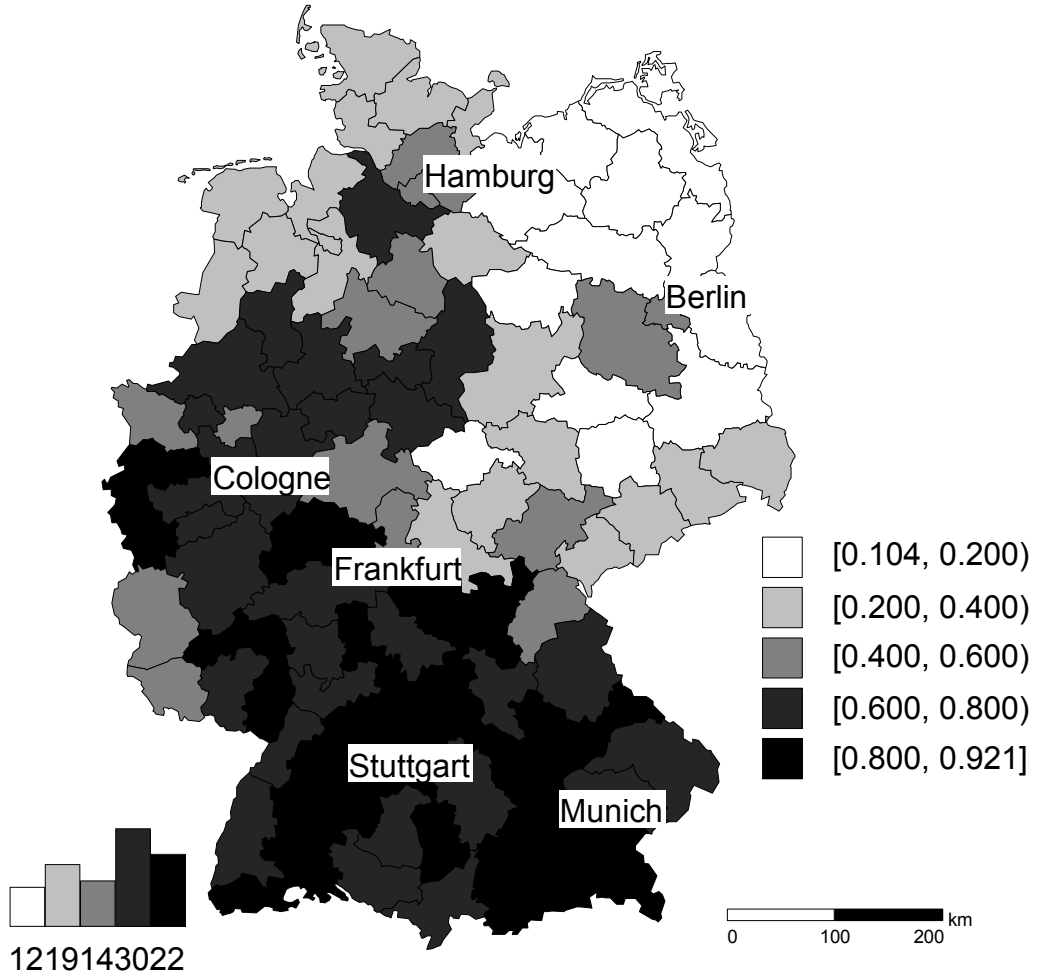 Hamburg
Berlin
Cologne
Frankfurt
[0.104, 0.200)
[0.200, 0.400)
[0.400, 0.600)
[0.600, 0.800)
[0.800, 0.921]
Stuttgart
Munich
km
0 100 200
1219143022